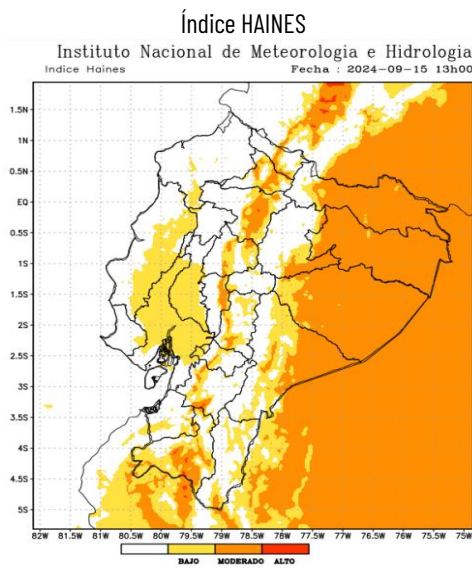 Índice HAINES
Instituto Nacional de Meteorologia e Hidrologia
Indice Haines Fecha : 2024-09-15 13h00
1.5N
1N
0.5N
EQ
0.5S
1S
1.5S
2S
2.5S
3S
3.5S
4S
4.5S
5S
82W 81.5W 81W 80.5W 80W 79.5W 79W 78.5W 78W 77.5W 77W 76.5W 76W 75.5W 75W
BAJO MODERADO ALTO